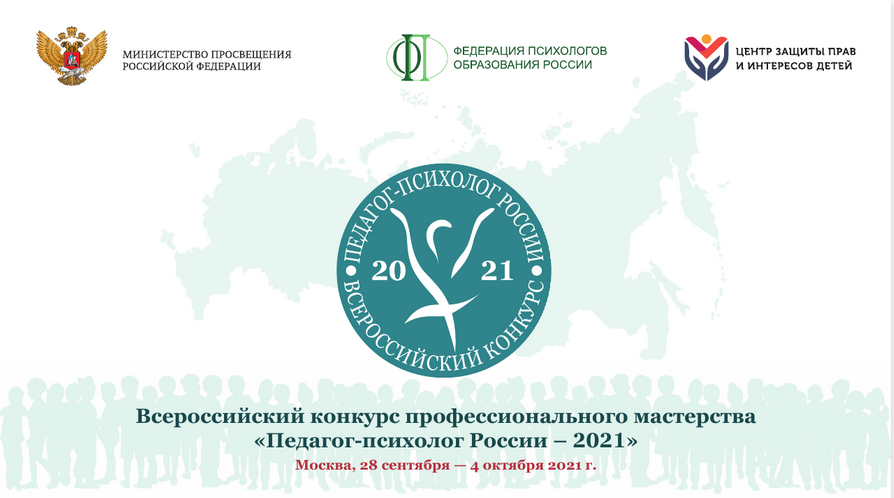 МИНИСТЕРСТВО ПРОСВЕЩЕНИЯ
РОССИЙСКОЙ ФЕДЕРАЦИИ
ФЕДЕРАЦИЯ ПСИХОЛОГОВ
ОБРАЗОВАНИЯ РОССИИ
ЦЕНТР ЗАЩИТЫ ПРАВ
И ИНТЕРЕСОВ ДЕТЕЙ
ПЕДАГОГ-ПСИХОЛОГ РОССИИ
20 21
ВСЕРОССИЙСКИЙ КОНКУРС
Всероссийский конкурс профессионального мастерства
«Педагог-психолог России – 2021»
Москва, 28 сентября — 4 октября 2021 г.